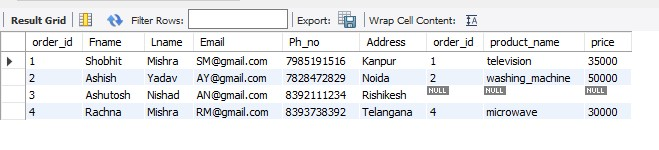 Result Grid Filter Rows: Export: Wrap Cell Content: IA
order_id Fname Lname Email Ph_no Address order_id product_name price
1 Shobhit Mishra SM@gmail.com 7985191516 Kanpur 1 television 35000
2 Ashish Yadav AY@gmail.com 7828472829 Noida 2 washing_machine 50000
3 Ashutosh Nishad AN@gmail.com 8392111234 Rishikesh NULL NULL NULL
4 Rachna Mishra RM@gmail.com 8393738392 Telangana 4 microwave 30000